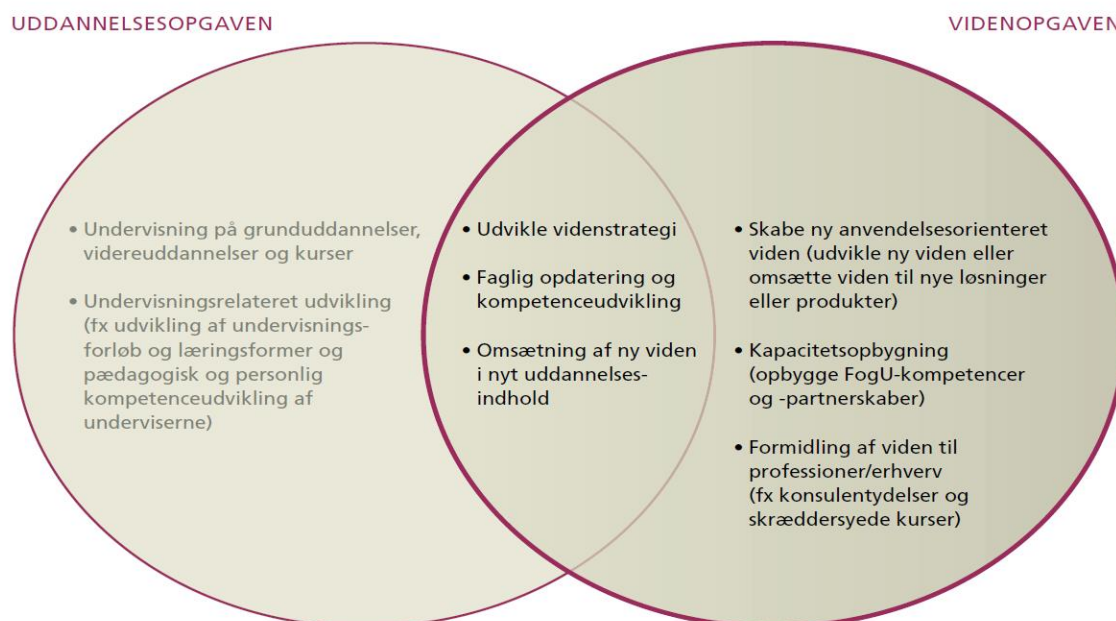 UDDANNELSESOPGAVEN
VIDENOPGAVEN
• Undervisning på grunduddannelser,
videreuddannelser og kurser
• Undervisningsrelateret udvikling
(fx udvikling af undervisnings-
forløb og læringsformer og
pædagogisk og personlig
kompetenceudvikling af
underviserne)
• Udvikle videnstrategi
• Faglig opdatering og
kompetenceudvikling
• Omsætning af ny viden
i nyt uddannelses-
indhold
• Skabe ny anvendelsesorienteret
viden (udvikle ny viden eller
omsætte viden til nye løsninger
eller produkter)
• Kapacitetsopbygning
(opbygge FogU-kompetencer
og -partnerskaber)
• Formidling af viden til
professioner/erhverv
(fx konsulentydelser og
skræddersyede kurser)